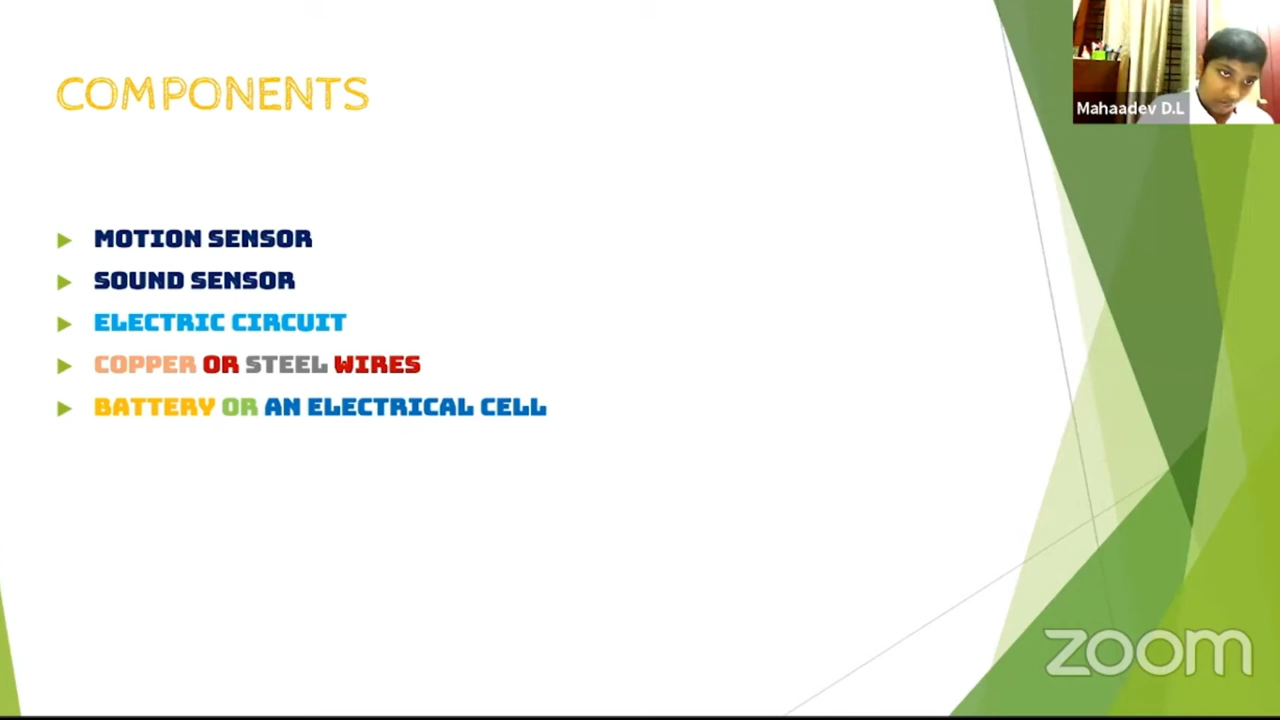 COMPONENTS
Mahaadev D.L
MOTION SENSOR
SOUND SENSOR
ELECTRIC CIRCUIT
COPPER OR STEEL WIRES
BATTERY OR AN ELECTRICAL CELL
zoom